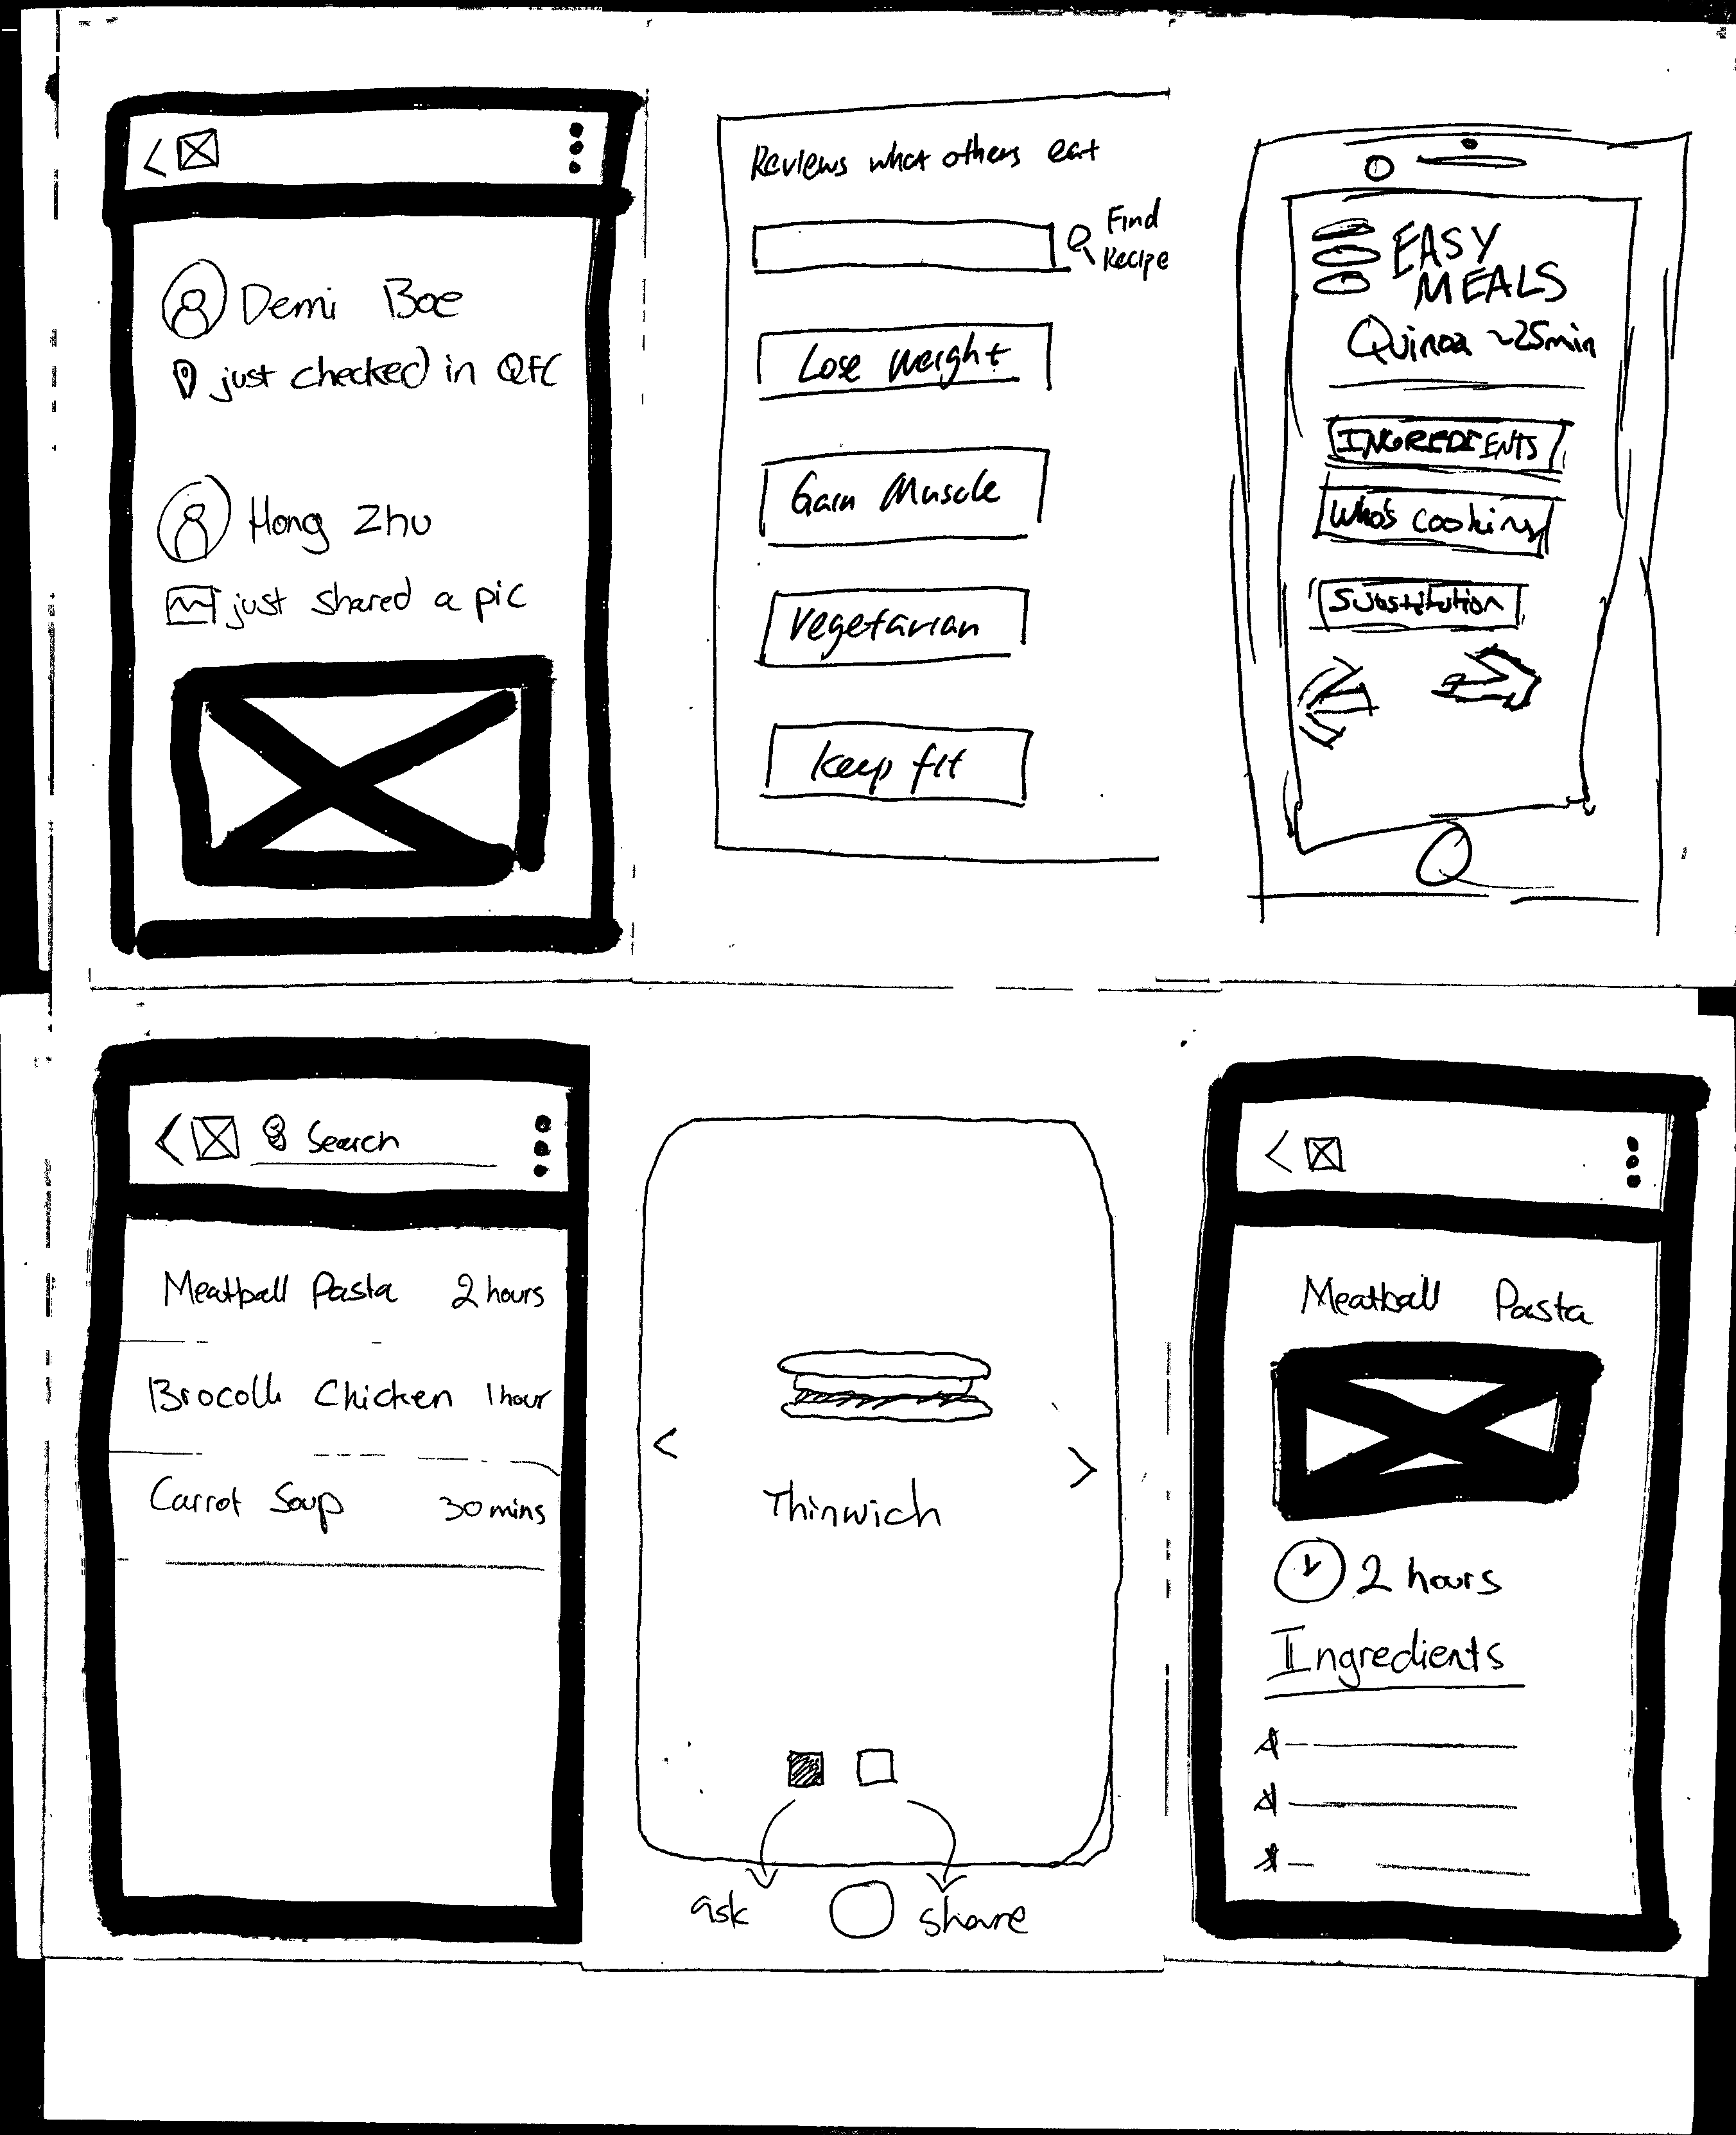 Demi Boe
just checked in QFC
Hong Zhu
just shared a pic
Reviews what others eat
Find
Recipe
Lose weight
Gain Muscle
Vegetarian
keep fit
EASY
MEALS
Quinoa ~25min
INGREDIENTS
Who's cooking
Substitution
Search
Meatball Pasta 2 hours
Brocolli Chicken 1 hour
Carrot Soup 30 mins
Thinwich
ask
share
Meatball Pasta
2 hours
Ingredients